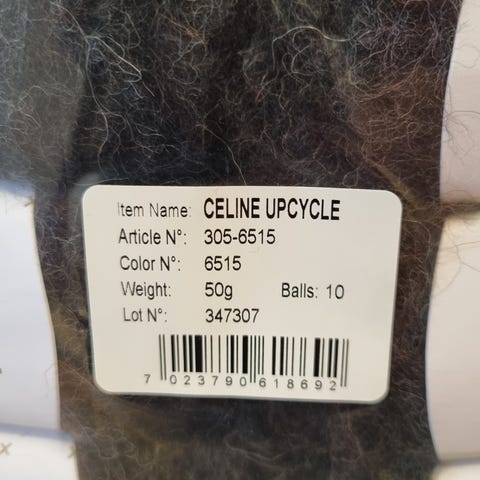 Item Name: CELINE UPCYCLE
Article N°: 305-6515
Color N°: 6515
Weight: 50g Balls: 10
Lot N°: 347307
7 023790 618692